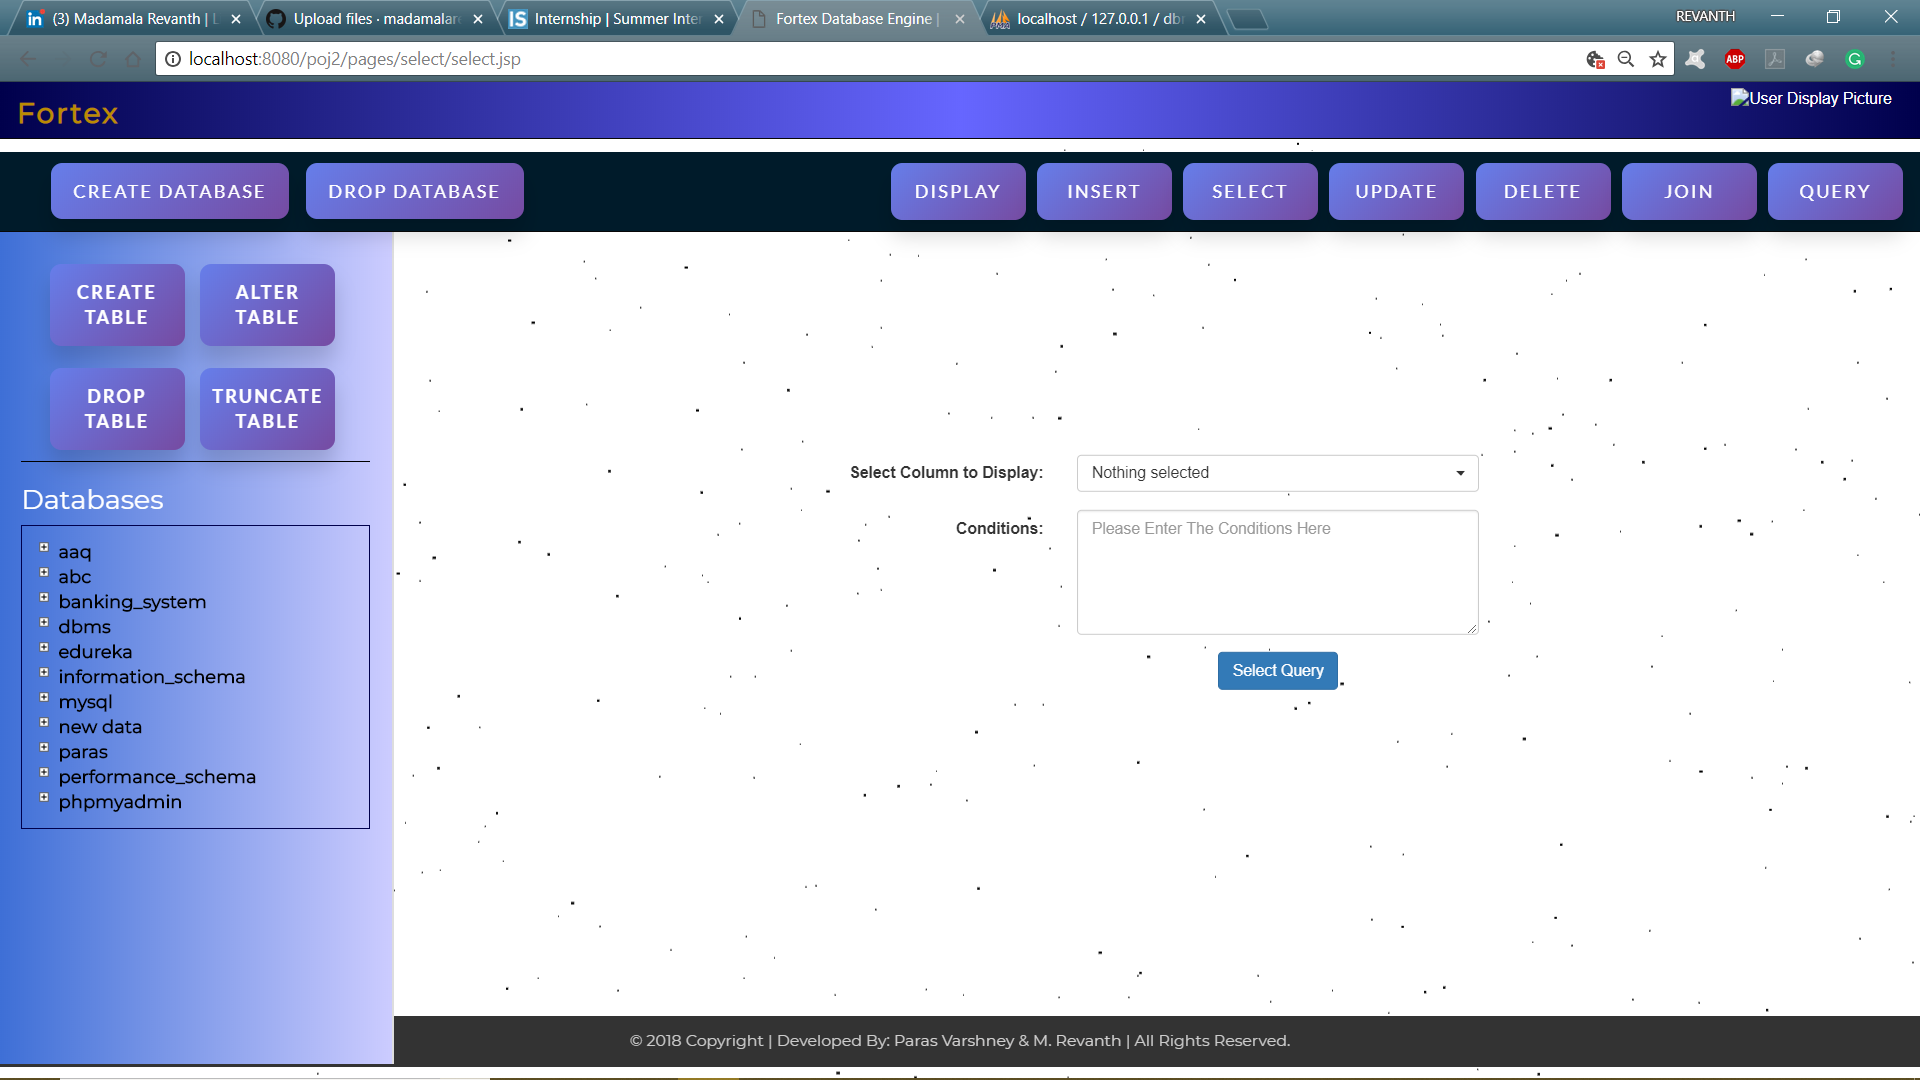 (3) Madamala Revanth | L
Upload files · madamalare
Internship | Summer Inter
Fortex Database Engine |
localhost / 127.0.0.1 / dbr
REVANTH
localhost:8080/poj2/pages/select/select.jsp
ABP
Fortex
User Display Picture
CREATE DATABASE
DROP DATABASE
DISPLAY
INSERT
SELECT
UPDATE
DELETE
JOIN
QUERY
CREATE
TABLE
ALTER
TABLE
DROP
TABLE
TRUNCATE
TABLE
Databases
aaq
abc
banking_system
dbms
edureka
information_schema
mysql
new data
paras
performance_schema
phpmyadmin
Select Column to Display:
Nothing selected
Conditions:
Please Enter The Conditions Here
Select Query
© 2018 Copyright | Developed By: Paras Varshney & M. Revanth | All Rights Reserved.